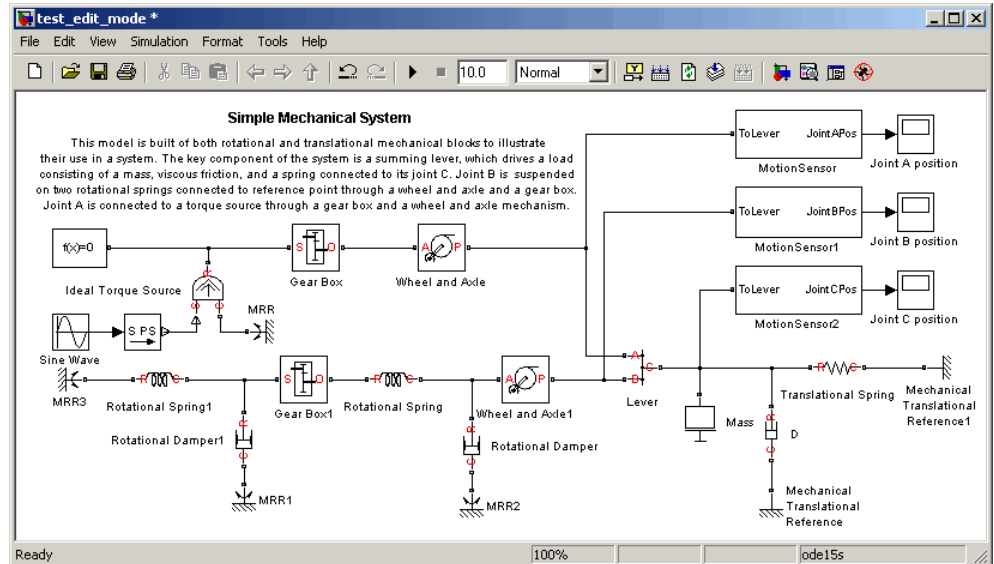 test_edit_mode *
File Edit View Simulation Format Tools Help
10.0 Normal
Simple Mechanical System
This model is built of both rotational and translational mechanical blocks to illustrate
their use in a system. The key component of the system is a summing lever, which drives a load
consisting of a mass, viscous friction, and a spring connected to its joint C. Joint B is suspended
on two rotational springs connected to reference point through a wheel and axle and a gear box.
Joint A is connected to a torque source through a gear box and a wheel and axle mechanism.
ToLever JointAPos
MotionSensor
Joint A position
ToLever JointBPos
MotionSensor1
Joint B position
ToLever JointCPos
MotionSensor2
Joint C position
f(x)=0
S O
Gear Box
A P
Wheel and Axle
Ideal Torque Source
R
S C
MRR
Sine Wave
S PS
MRR3
R C
Rotational Spring1
S O
Gear Box1
R C
Rotational Spring
A P
Wheel and Axle1
A
B
C
Lever
Mass
R C
Translational Spring
Mechanical
Translational
Reference1
Rotational Damper1
R
C
MRR1
Rotational Damper
R
C
MRR2
R
C
D
Mechanical
Translational
Reference
Ready 100% ode15s